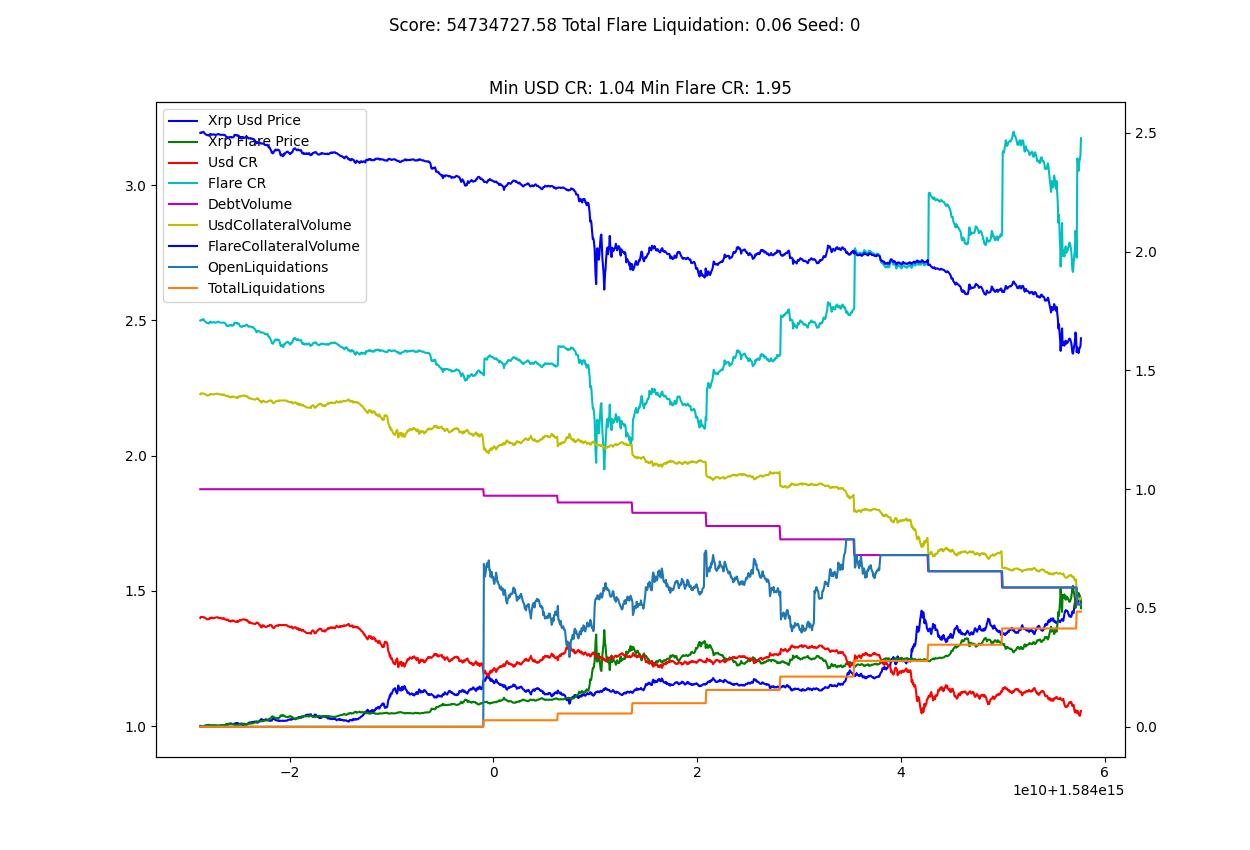 Score: 54734727.58 Total Flare Liquidation: 0.06 Seed: 0
Min USD CR: 1.04 Min Flare CR: 1.95
Xrp Usd Price
Xrp Flare Price
Usd CR
Flare CR
DebtVolume
UsdCollateralVolume
FlareCollateralVolume
OpenLiquidations
TotalLiquidations
3.0
2.5
2.0
1.5
1.0
2.5
2.0
1.5
1.0
0.5
0.0
−2 0 2 4 6
1e10+1.584e15